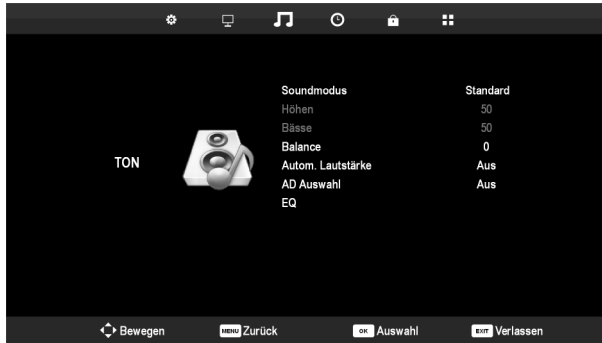 Soundmodus Standard
Höhen 50
Bässe 50
Balance 0
TON
Autom. Lautstärke Aus
AD Auswahl Aus
EQ
Bewegen MENU Zurück OK Auswahl EXIT Verlassen